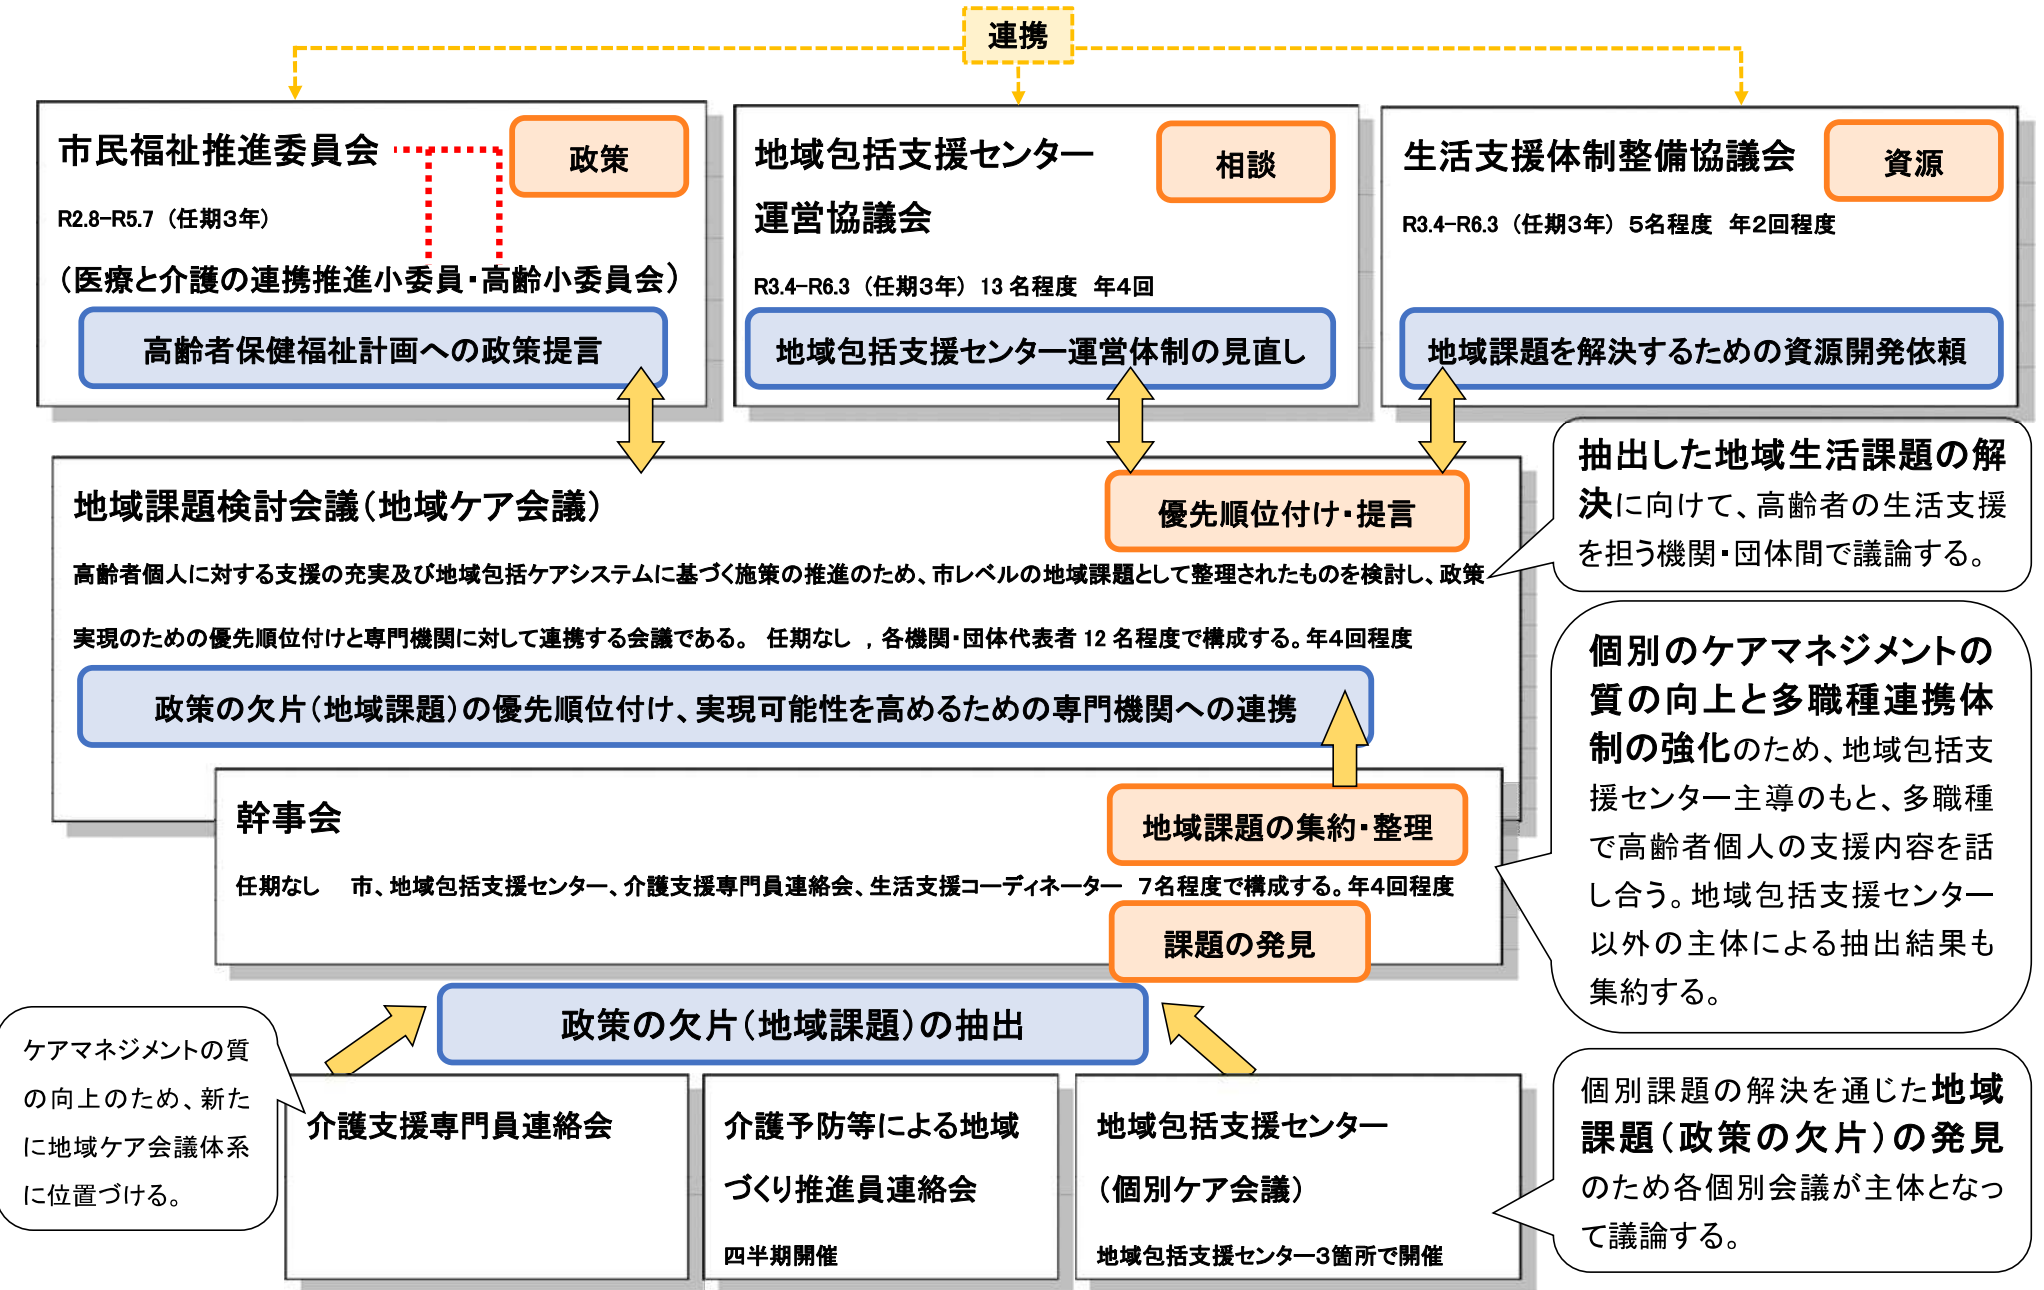 連携
市民福祉推進委員会
政策
R2.8-R5.7（任期３年）
（医療と介護の連携推進小委員・高齢小委員会）
高齢者保健福祉計画への政策提言
地域包括支援センター
運営協議会
相談
R3.4-R6.3（任期３年）13名程度　年４回
地域包括支援センター運営体制の見直し
生活支援体制整備協議会
資源
R3.4-R6.3（任期３年）５名程度　年２回程度
地域課題を解決するための資源開発依頼
地域課題検討会議（地域ケア会議）
優先順位付け・提言
高齢者個人に対する支援の充実及び地域包括ケアシステムに基づく施策の推進のため、市レベルの地域課題として整理されたものを検討し、政策
実現のための優先順位付けと専門機関に対して連携する会議である。　任期なし　，各機関・団体代表者12名程度で構成する。年４回程度
政策の欠片（地域課題）の優先順位付け、実現可能性を高めるための専門機関への連携
抽出した地域生活課題の解
決に向けて、高齢者の生活支援
を担う機関・団体間で議論する。
幹事会
地域課題の集約・整理
任期なし　市、地域包括支援センター、介護支援専門員連絡会、生活支援コーディネーター　７名程度で構成する。年４回程度
課題の発見
個別のケアマネジメントの
質の向上と多職種連携体
制の強化のため、地域包括支
援センター主導のもと、多職種
で高齢者個人の支援内容を話
し合う。地域包括支援センター
以外の主体による抽出結果も
集約する。
政策の欠片（地域課題）の抽出
ケアマネジメントの質
の向上のため、新た
に地域ケア会議体系
に位置づける。
介護支援専門員連絡会
介護予防等による地域
づくり推進員連絡会
四半期開催
地域包括支援センター
（個別ケア会議）
地域包括支援センター３箇所で開催
個別課題の解決を通じた地域
課題（政策の欠片）の発見
のため各個別会議が主体となっ
て議論する。